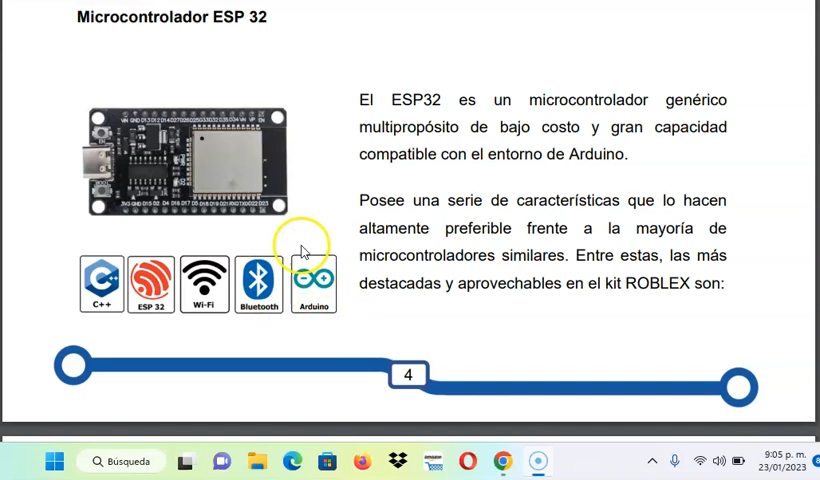 Microcontrolador ESP 32
El ESP32 es un microcontrolador genérico
multipropósito de bajo costo y gran capacidad
compatible con el entorno de Arduino.
Posee una serie de características que lo hacen
altamente preferible frente a la mayoría de
microcontroladores similares. Entre estas, las más
destacadas y aprovechables en el kit ROBLEX son:
C++
ESP 32
Wi-Fi
Bluetooth
Arduino
4
Búsqueda
9:05 p. m.
23/01/2023